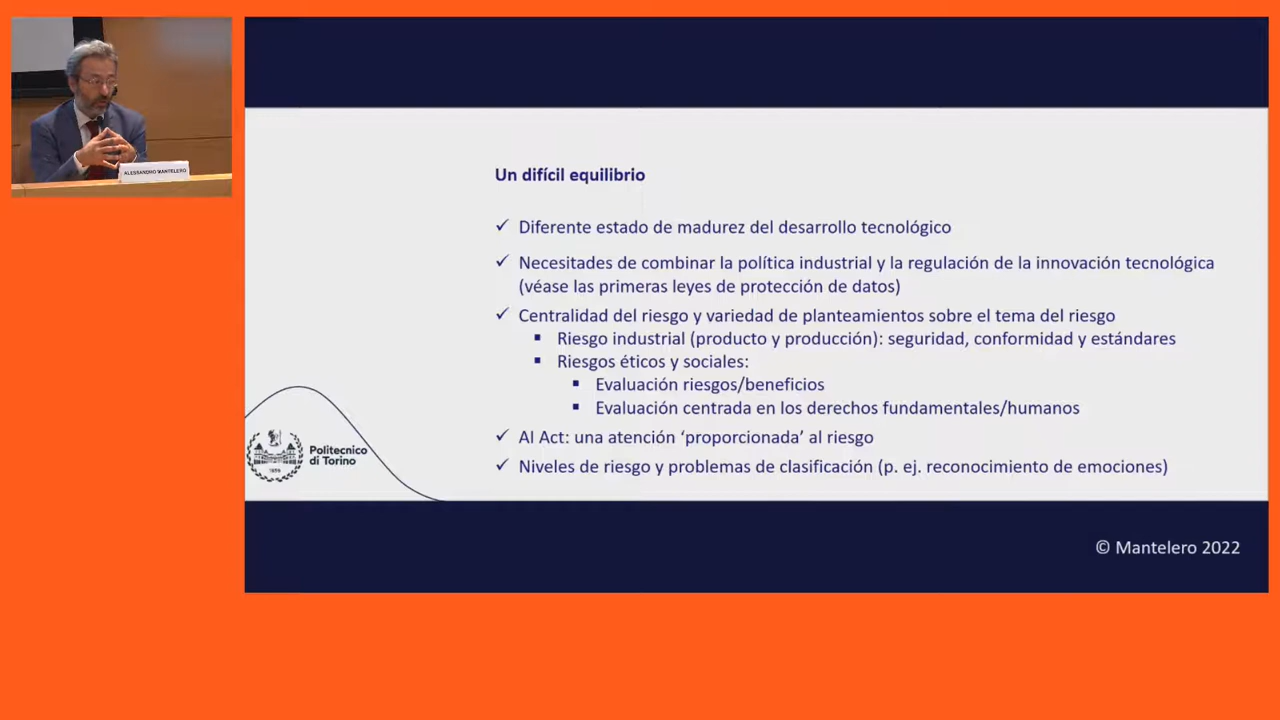 ALESSANDRO MANTELERO
Un difícil equilibrio
✓ Diferente estado de madurez del desarrollo tecnológico
✓ Necesitades de combinar la política industrial y la regulación de la innovación tecnológica
(véase las primeras leyes de protección de datos)
✓ Centralidad del riesgo y variedad de planteamientos sobre el tema del riesgo
▪ Riesgo industrial (producto y producción): seguridad, conformidad y estándares
▪ Riesgos éticos y sociales:
▪ Evaluación riesgos/beneficios
▪ Evaluación centrada en los derechos fundamentales/humanos
✓ AI Act: una atención ‘proporcionada’ al riesgo
✓ Niveles de riesgo y problemas de clasificación (p. ej. reconocimiento de emociones)
1859
Politecnico
di Torino
© Mantelero 2022